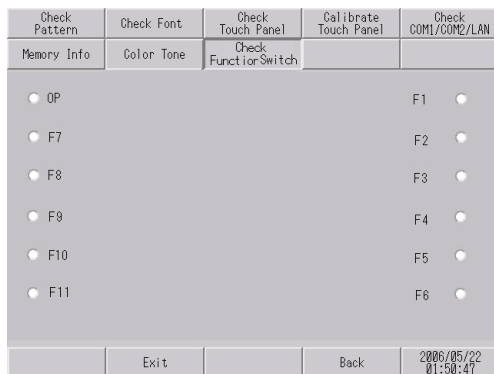 Check Pattern
Check Font
Check Touch Panel
Calibrate Touch Panel
Check COM1/COM2/LAN
Memory Info
Color Tone
Check FunctiorSwitch
OP
F1
F7
F2
F8
F3
F9
F4
F10
F5
F11
F6
Exit
Back
2006/05/22
01:50:47